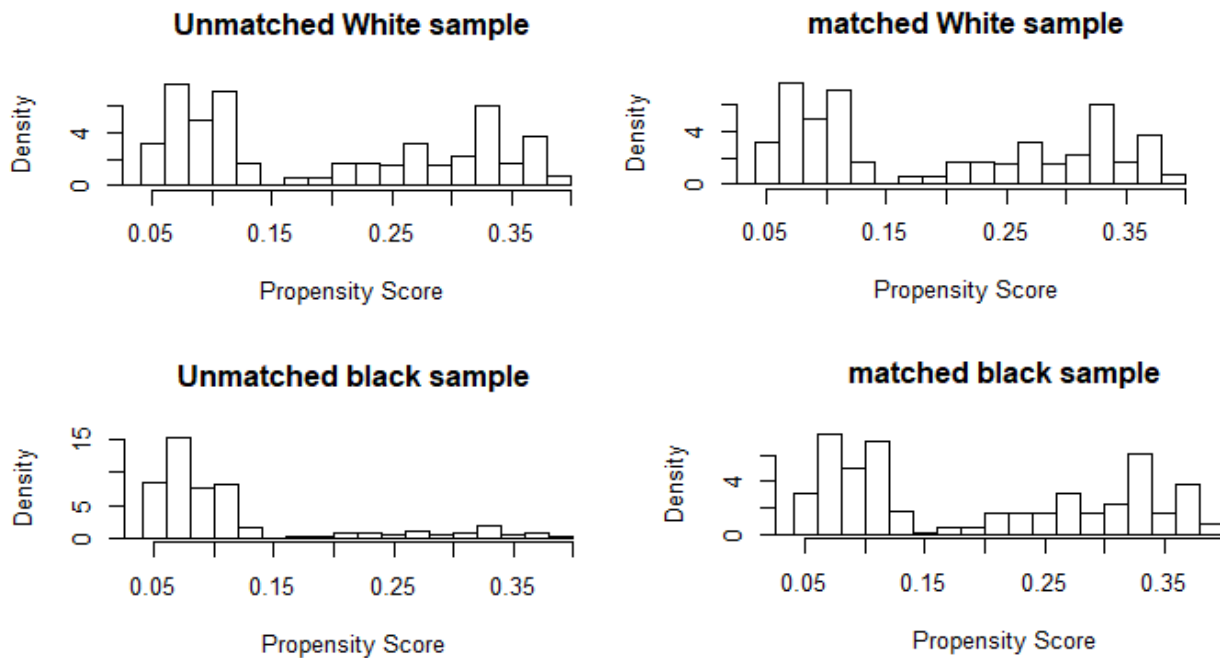 Unmatched White sample
Density
4
0
0.05 0.15 0.25 0.35
Propensity Score
matched White sample
Density
4
0
0.05 0.15 0.25 0.35
Propensity Score
Unmatched black sample
Density
15
5
0
0.05 0.15 0.25 0.35
Propensity Score
matched black sample
Density
4
0
0.05 0.15 0.25 0.35
Propensity Score